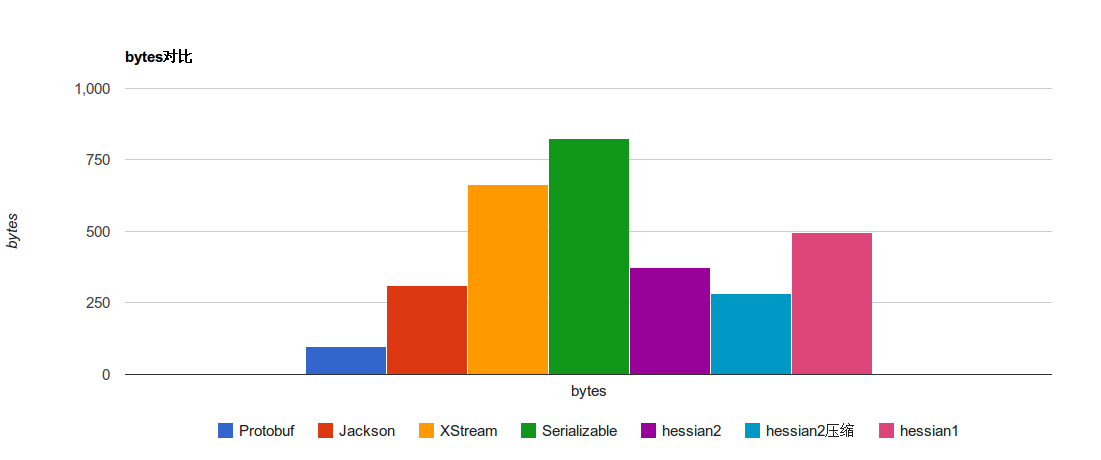 bytes对比
1,000
750
500
250
0
bytes
bytes
Protobuf Jackson XStream Serializable hessian2 hessian2压缩 hessian1